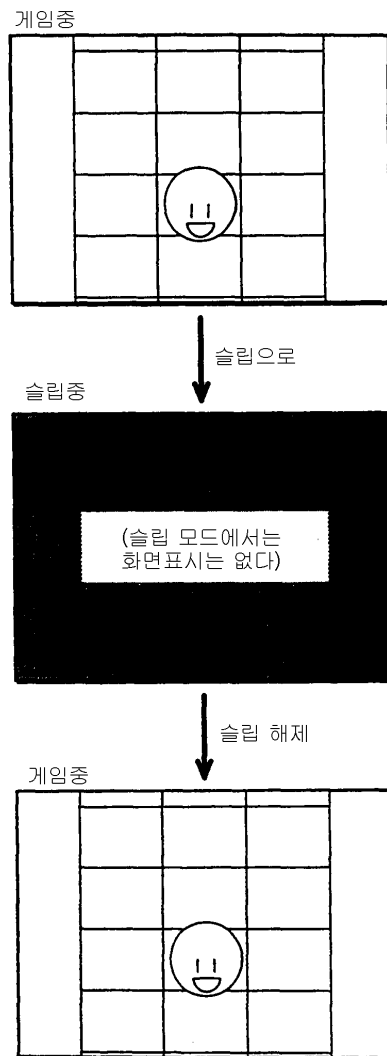 게임중
슬립으로
슬립중
(슬립 모드에서는
화면표시는 없다)
슬립 해제
게임중